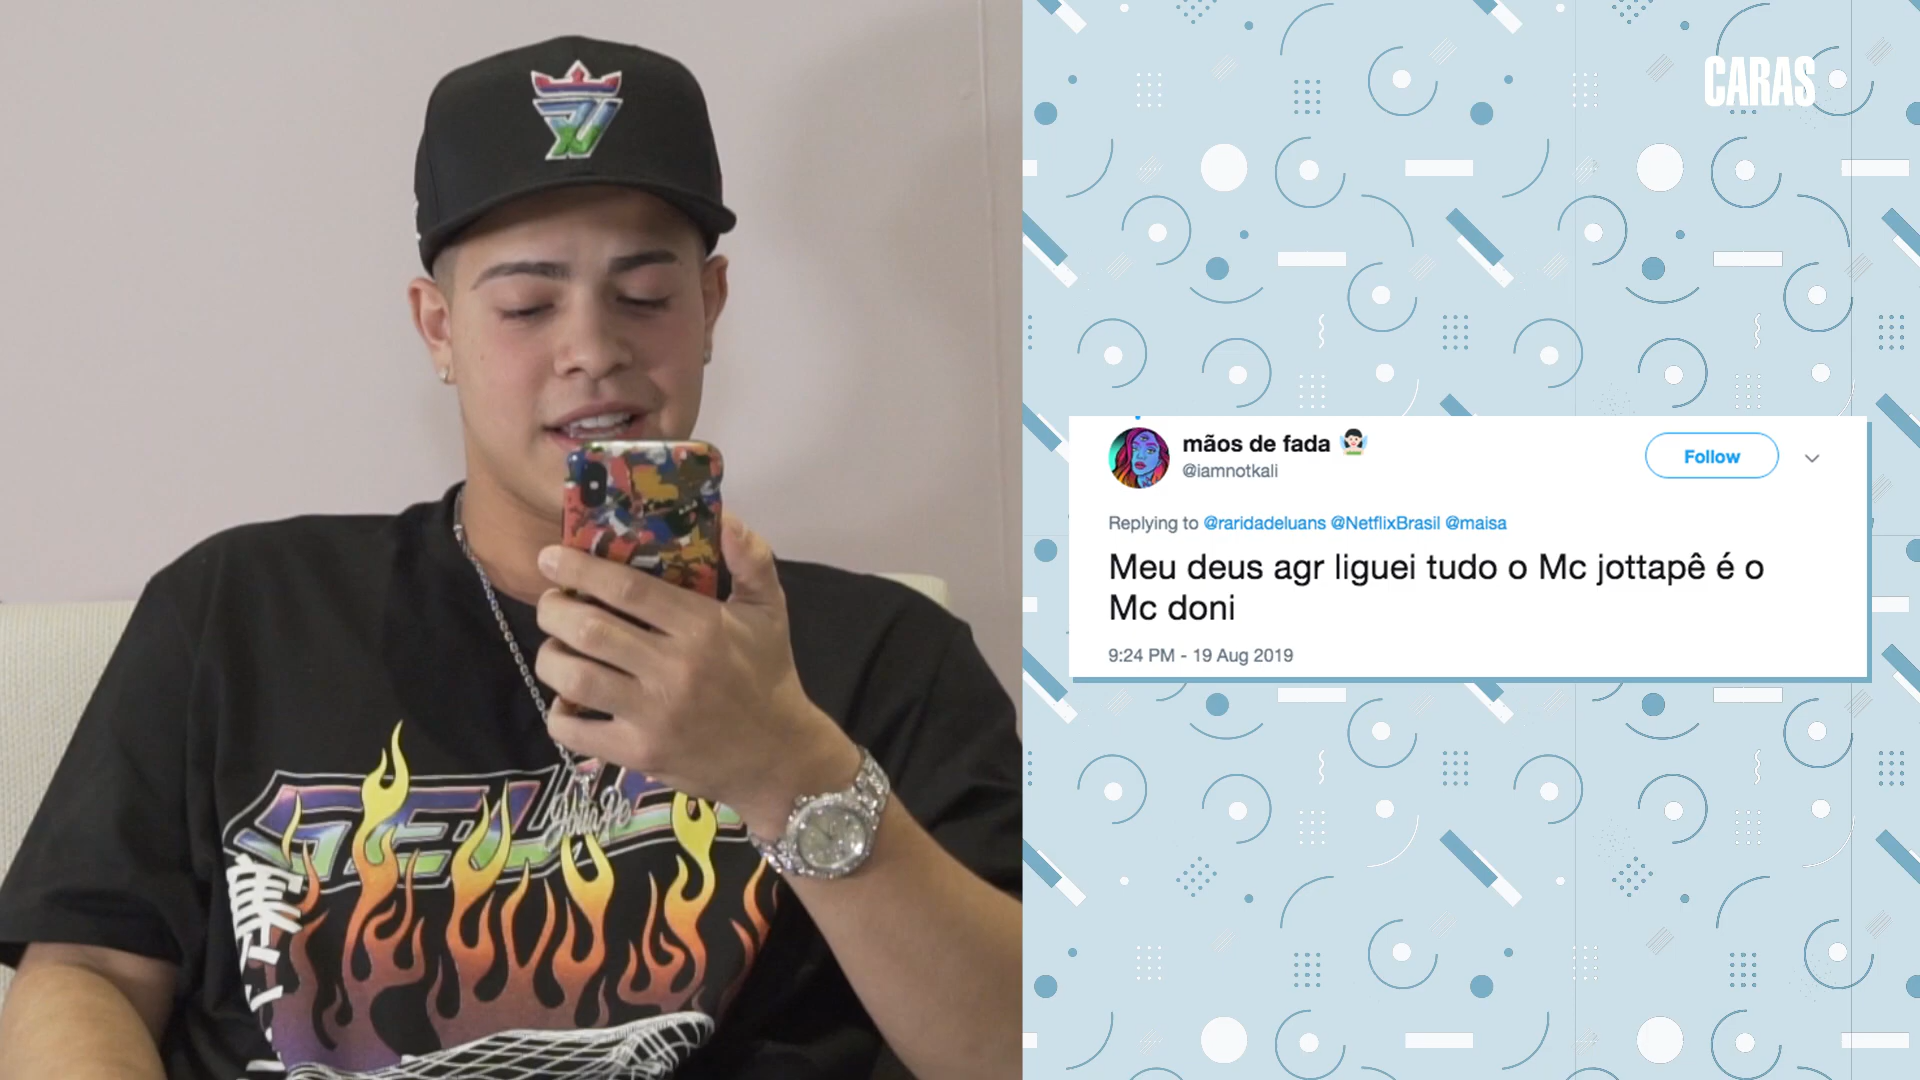 CARAS
mãos de fada
@iamnotkali
Follow
Replying to @raridadeluans @NetflixBrasil @maisa
Meu deus agr liguei tudo o Mc jottapê é o
Mc doni
9:24 PM - 19 Aug 2019